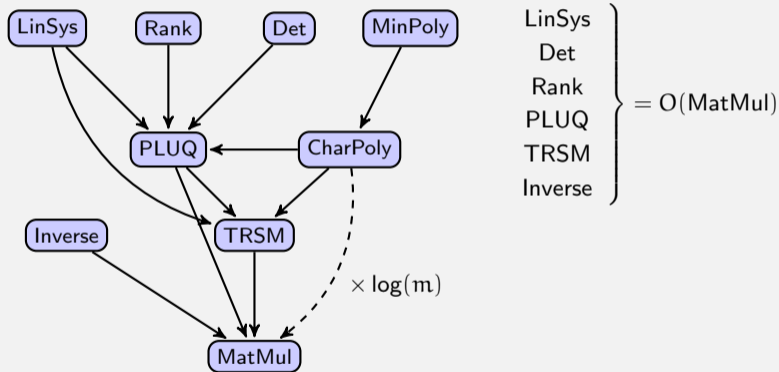 LinSys Rank Det MinPoly
PLUQ CharPoly
Inverse TRSM
× log(m)
MatMul
LinSys
Det
Rank
PLUQ
TRSM
Inverse
= O(MatMul)